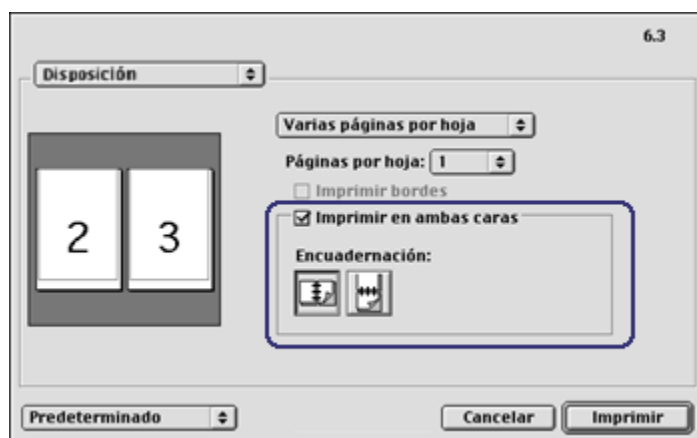 6.3
Disposición
Varias páginas por hoja
Páginas por hoja: 1
Imprimir bordes
Imprimir en ambas caras
2 3
Encuadernación:
Predeterminado Cancelar Imprimir